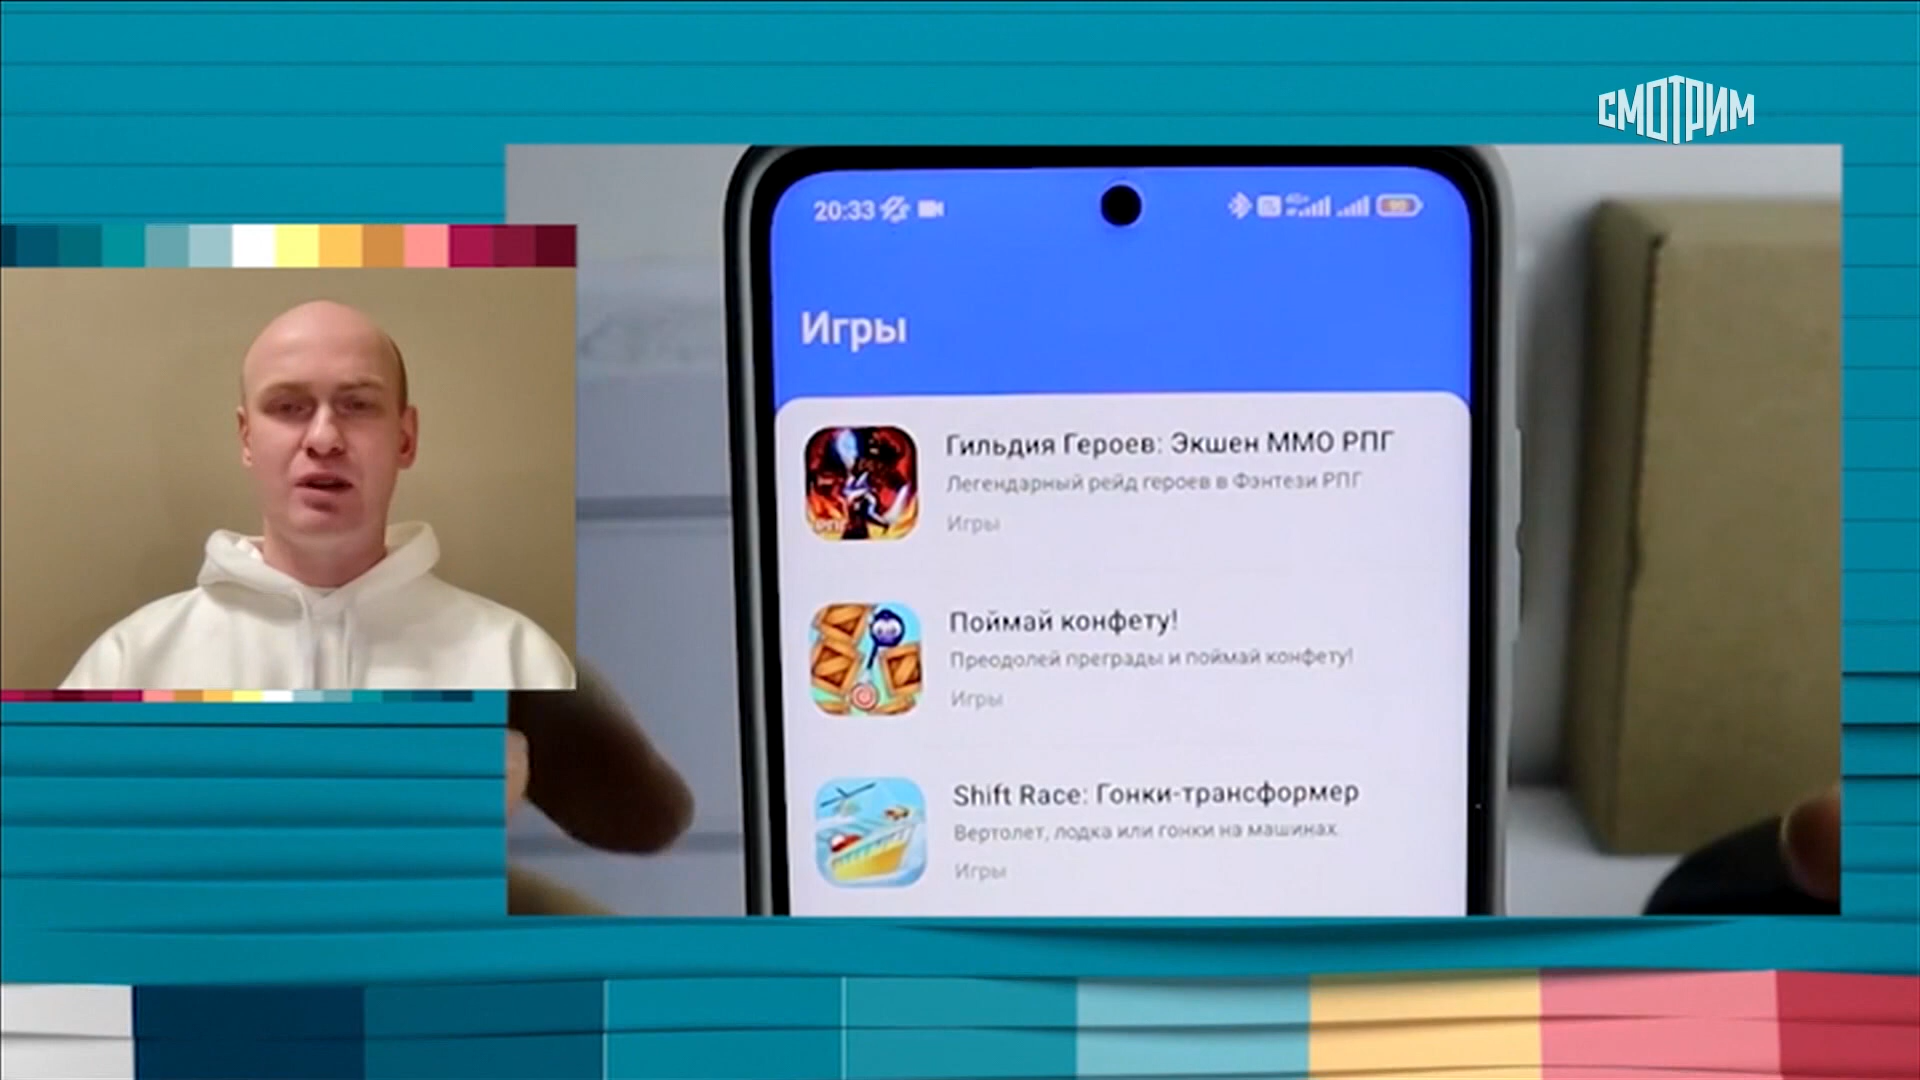 СМОТРИМ
20:33
Игры
Гильдия Героев: Экшен ММО РПГ
Легендарный рейд героев в Фэнтези РПГ
Игры
Поймай конфету!
Преодолей преграды и поймай конфету!
Игры
Shift Race: Гонки-трансформер
Вертолет, лодка или гонки на машинах
Игры